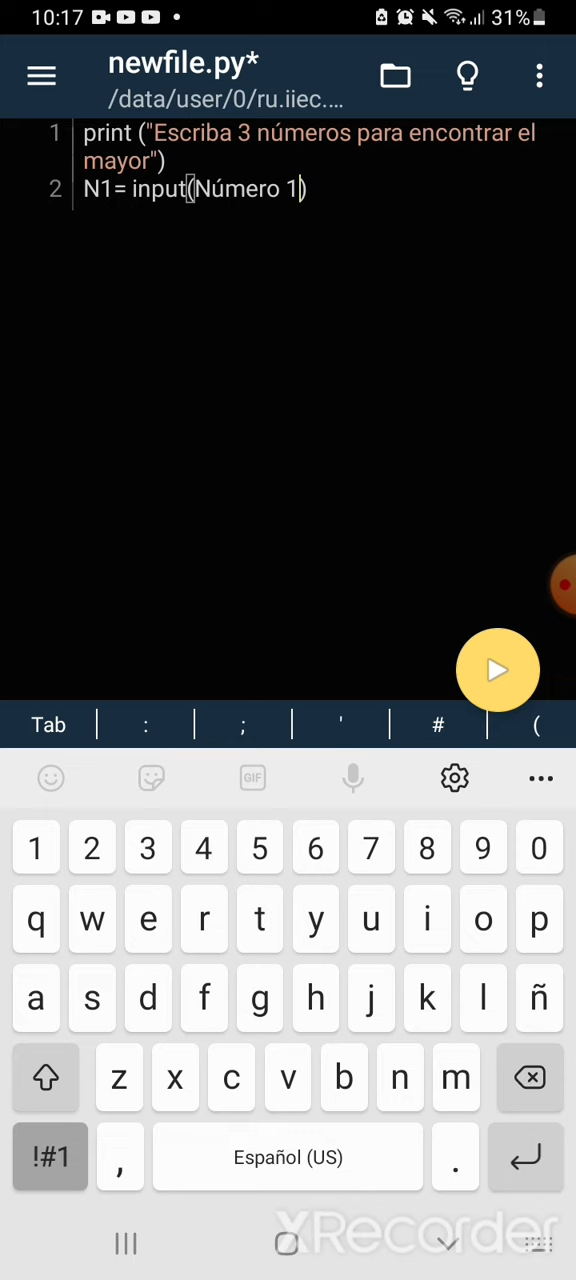 10:17 31%
newfile.py*
/data/user/0/ru.iiec....
1 print ("Escriba 3 números para encontrar el
mayor")
2 N1= input(Número 1)
Tab : ; ' # (
GIF
1 2 3 4 5 6 7 8 9 0
q w e r t y u i o p
a s d f g h j k l ñ
z x c v b n m
!#1 , Español (US) .
XRecorder